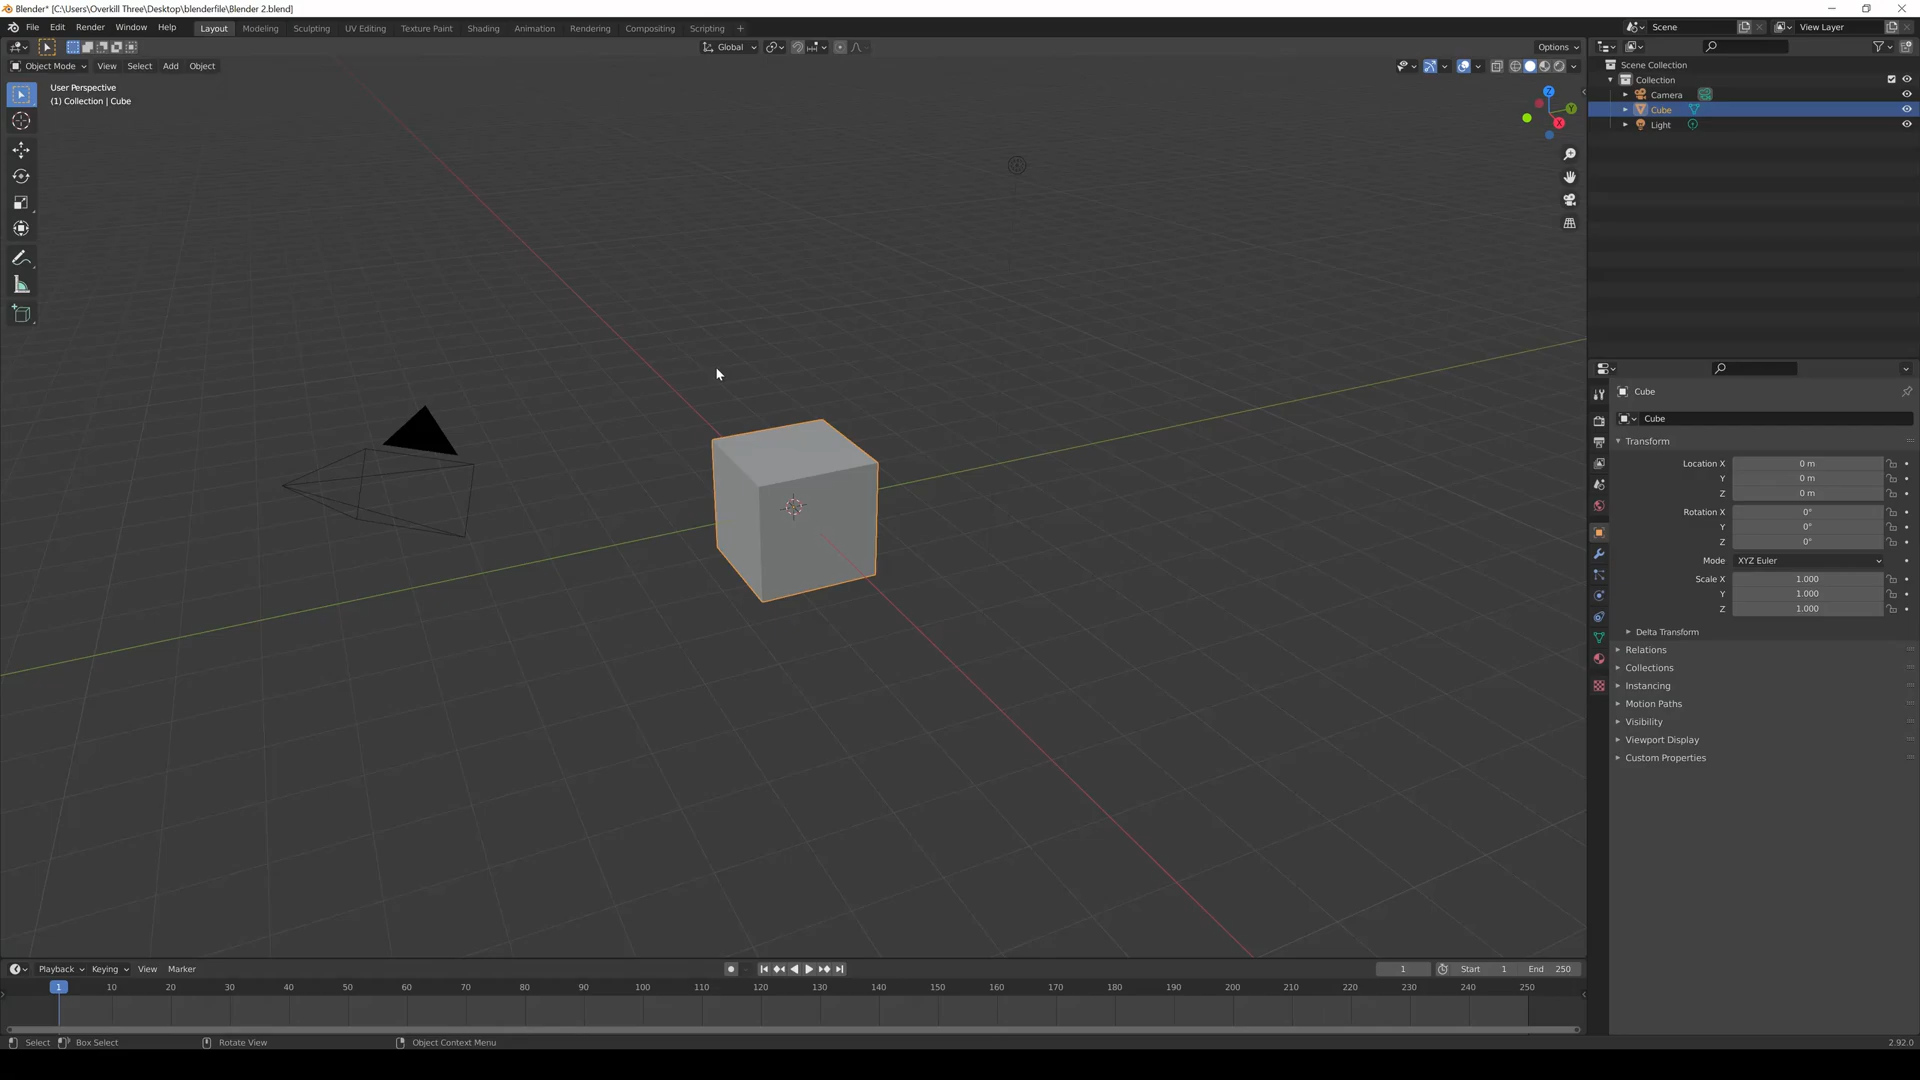 Blender* [C:\Users\Overkill Three\Desktop\blenderfile\Blender 2.blend]
File Edit Render Window Help Layout Modeling Sculpting UV Editing Texture Paint Shading Animation Rendering Compositing Scripting + Scene View Layer
Global Options
Object Mode View Select Add Object
User Perspective
(1) Collection | Cube
Z
Y
X
Scene Collection
Collection
Camera
Cube
Light
Cube
Cube
Transform
Location X 0 m
Y 0 m
Z 0 m
Rotation X 0°
Y 0°
Z 0°
Mode XYZ Euler
Scale X 1.000
Y 1.000
Z 1.000
Delta Transform
Relations
Collections
Instancing
Motion Paths
Visibility
Viewport Display
Custom Properties
Playback Keying View Marker 1 Start 1 End 250
1 10 20 30 40 50 60 70 80 90 100 110 120 130 140 150 160 170 180 190 200 210 220 230 240 250
Select Box Select Rotate View Object Context Menu 2.92.0